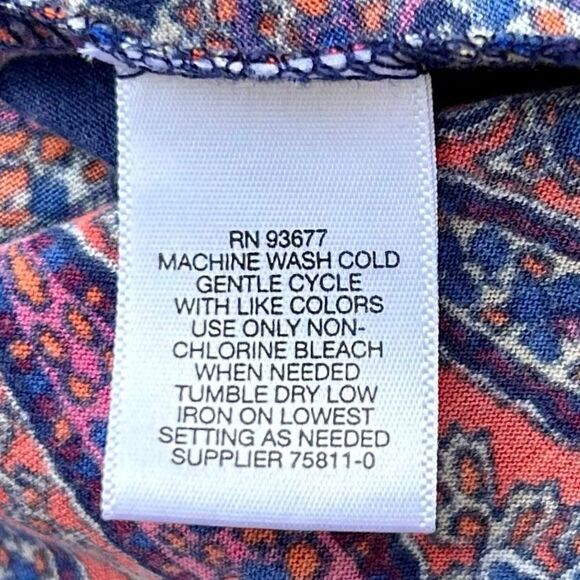 RN 93677
MACHINE WASH COLD
GENTLE CYCLE
WITH LIKE COLORS
USE ONLY NON-
CHLORINE BLEACH
WHEN NEEDED
TUMBLE DRY LOW
IRON ON LOWEST
SETTING AS NEEDED
SUPPLIER 75811-0